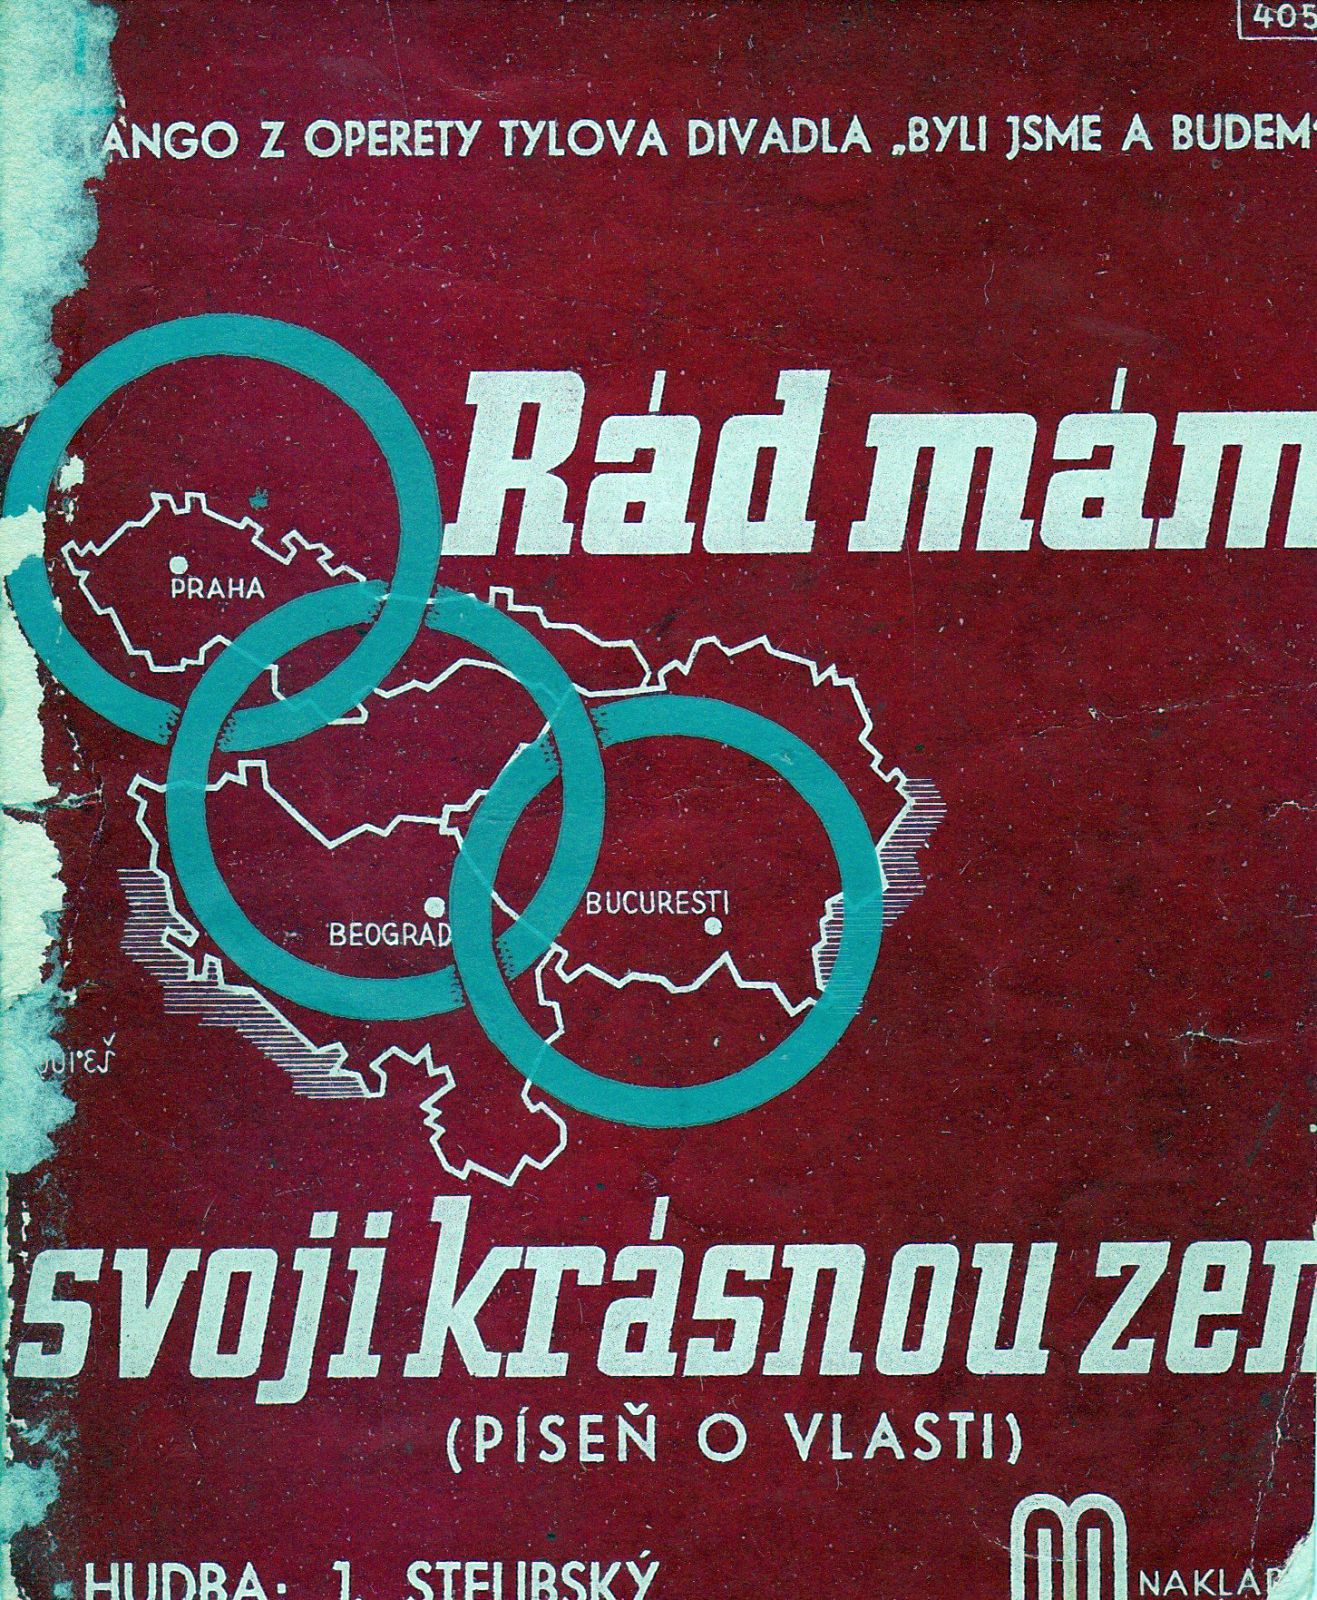 405
ANGO Z OPERETY TYLOVA DIVADLA „BYLI JSME A BUDEM“
Rád mám
PRAHA
BUCURESTI
BEOGRAD
svoji krásnou zem
(PÍSEŇ O VLASTI)
HUDBA: J. STELIBSKÝ
NAKLAD